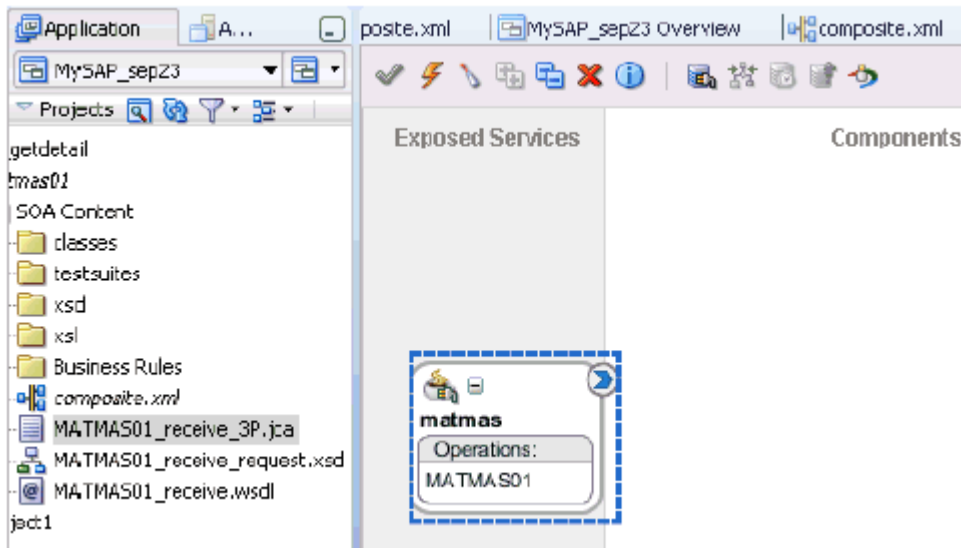 Application
A...
posite.xml
MySAP_sep23 Overview
composite.xml
MySAP_sep23
Projects
Exposed Services
Components
getdetail
tmas01
SOA Content
classes
testsuites
xsd
xsl
Business Rules
composite.xml
MATMAS01_receive_3P.jca
MATMAS01_receive_request.xsd
MATMAS01_receive.wsdl
ject1
matmas
Operations:
MATMAS01